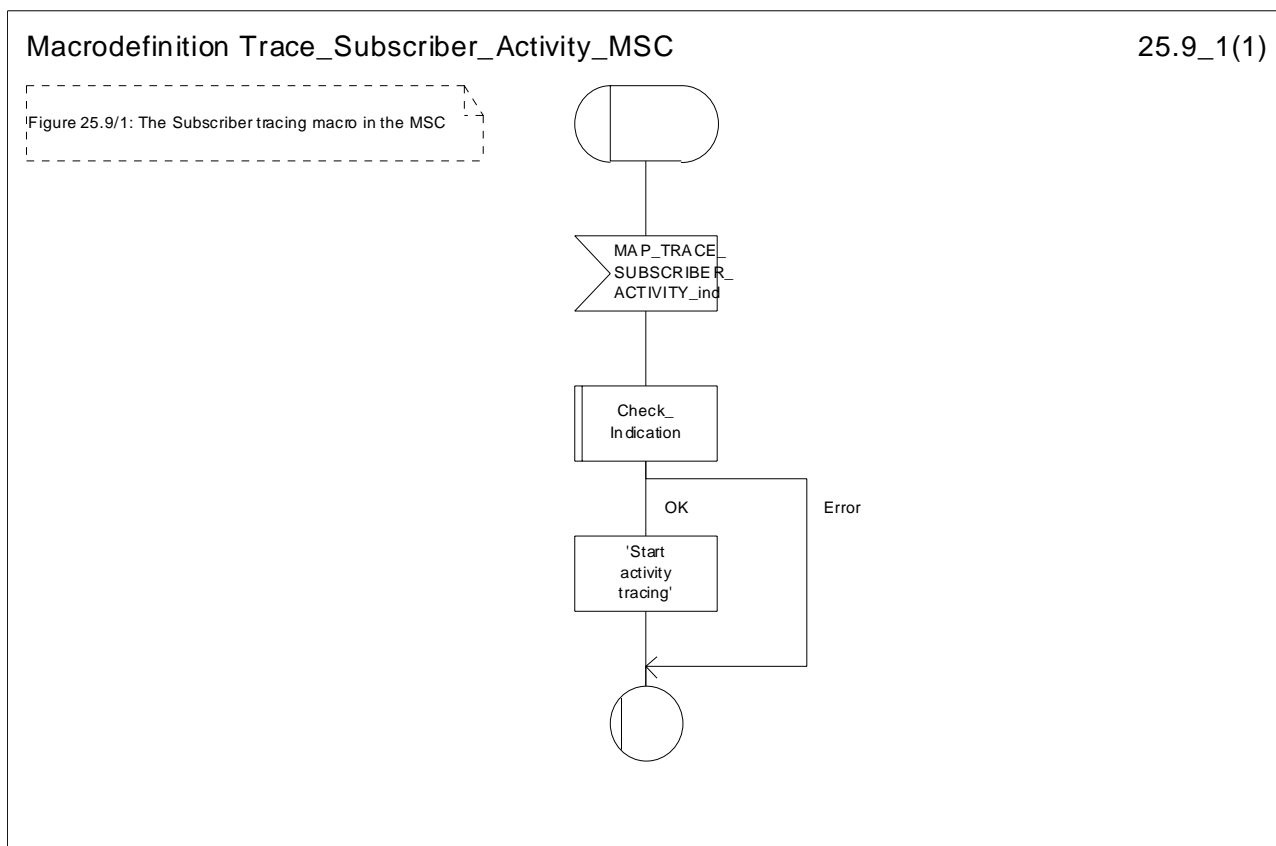 Macrodefinition Trace_Subscriber_Activity_MSC
25.9_1(1)
Figure 25.9/1: The Subscriber tracing macro in the MSC
MAP_TRACE_
SUBSCRIBER_
ACTIVITY_ind
Check_
Indication
OK
Error
'Start
activity
tracing'